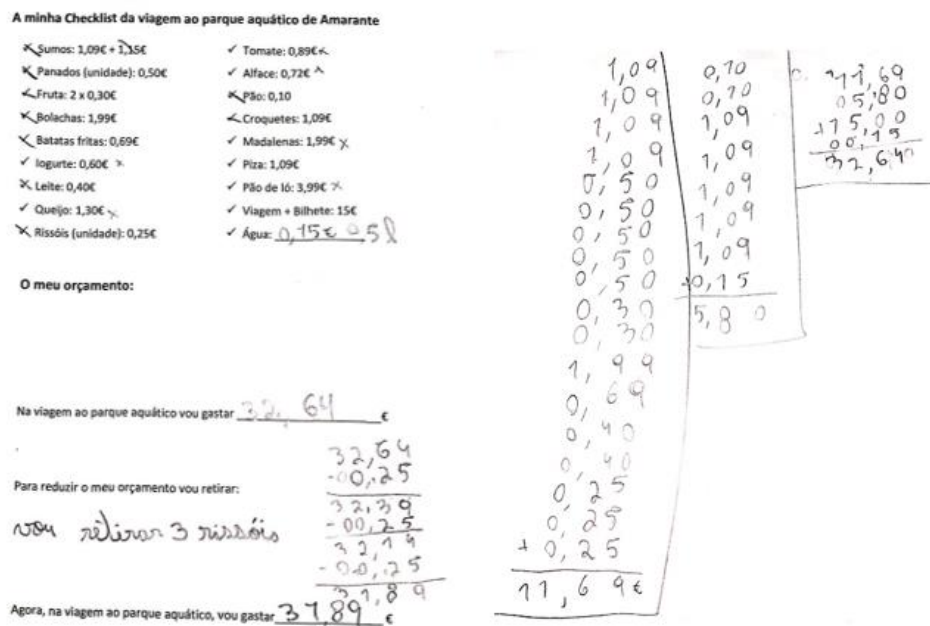 A minha Checklist da viagem ao parque aquático de Amarante
Sumos: 1,09€ + 1,15€
Panados (unidade): 0,50€
Fruta: 2 x 0,30€
Bolachas: 1,99€
Batatas fritas: 0,69€
Iogurte: 0,60€ x
Leite: 0,40€
Queijo: 1,30€ x
Rissóis (unidade): 0,25€
✓ Tomate: 0,89€ x
✓ Alface: 0,72€ x
Pão: 0,10
Croquetes: 1,09€
✓ Madalenas: 1,99€ x
✓ Piza: 1,09€
✓ Pão de ló: 3,99€ x
✓ Viagem + Bilhete: 15€
✓ Água: 0,15€ 0,5l
O meu orçamento:
Na viagem ao parque aquático vou gastar 32,64 €
Para reduzir o meu orçamento vou retirar:
vou retirar 3 rissóis
32,64
-00,25
32,39
-00,25
32,14
-00,25
31,89
Agora, na viagem ao parque aquático, vou gastar 31,89 €
1,09
1,09
1,09
1,09
0,50
0,50
0,50
0,50
0,50
0,30
0,30
1,99
0,69
0,40
0,40
0,25
0,25
+ 0,25
11,69€
0,10
0,10
1,09
1,09
1,09
1,09
1,09
+0,15
5,80
11,69
05,80
+15,00
00,15
32,64